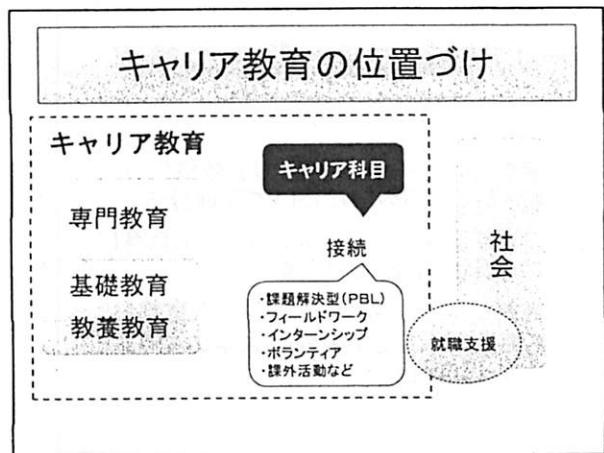 キャリア教育の位置づけ
キャリア教育
キャリア科目
専門教育
接続
社会
基礎教育
教養教育
・課題解決型(PBL)
・フィールドワーク
・インターンシップ
・ボランティア
・課外活動など
就職支援